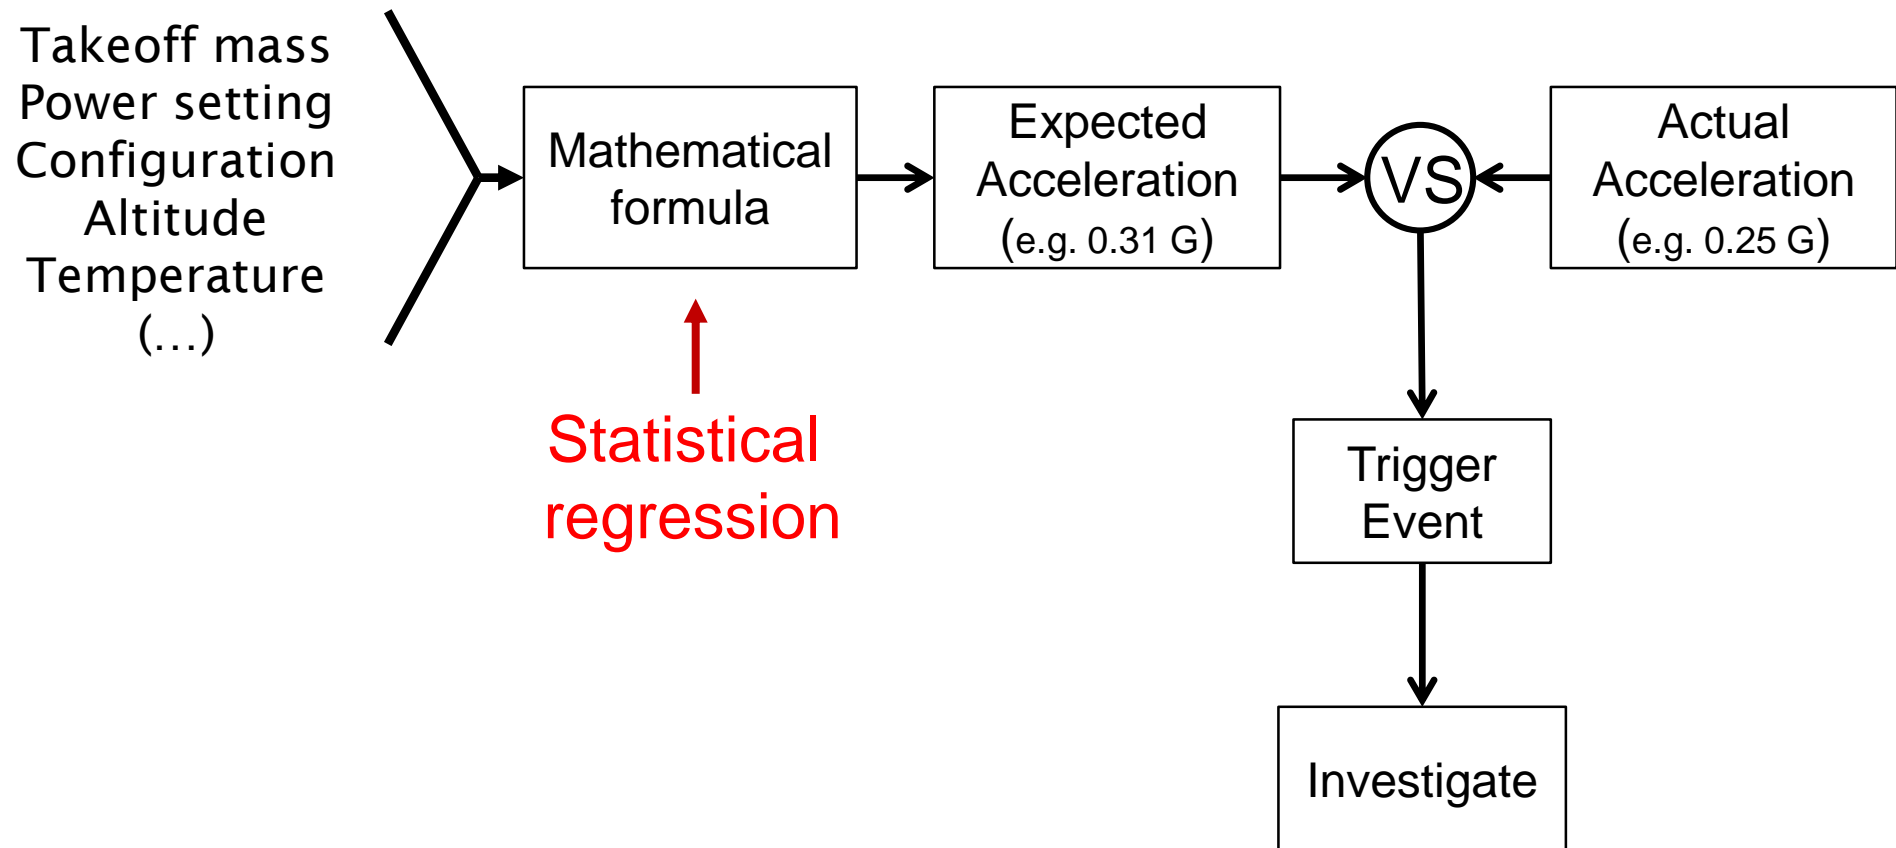 Takeoff mass
Power setting
Configuration
Altitude
Temperature
(…)
Mathematical
formula
Statistical
regression
Expected
Acceleration
(e.g. 0.31 G)
VS
Actual
Acceleration
(e.g. 0.25 G)
Trigger
Event
Investigate